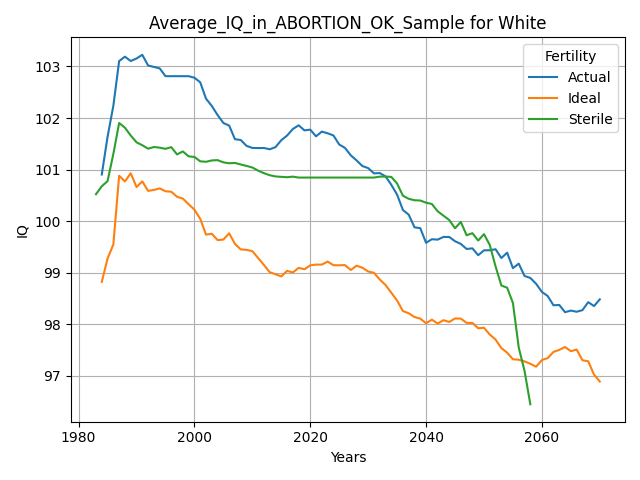 Average_IQ_in_ABORTION_OK_Sample for White
Fertility
Actual
Ideal
Sterile
103
102
101
100
99
98
97
IQ
1980
2000
2020
2040
2060
Years